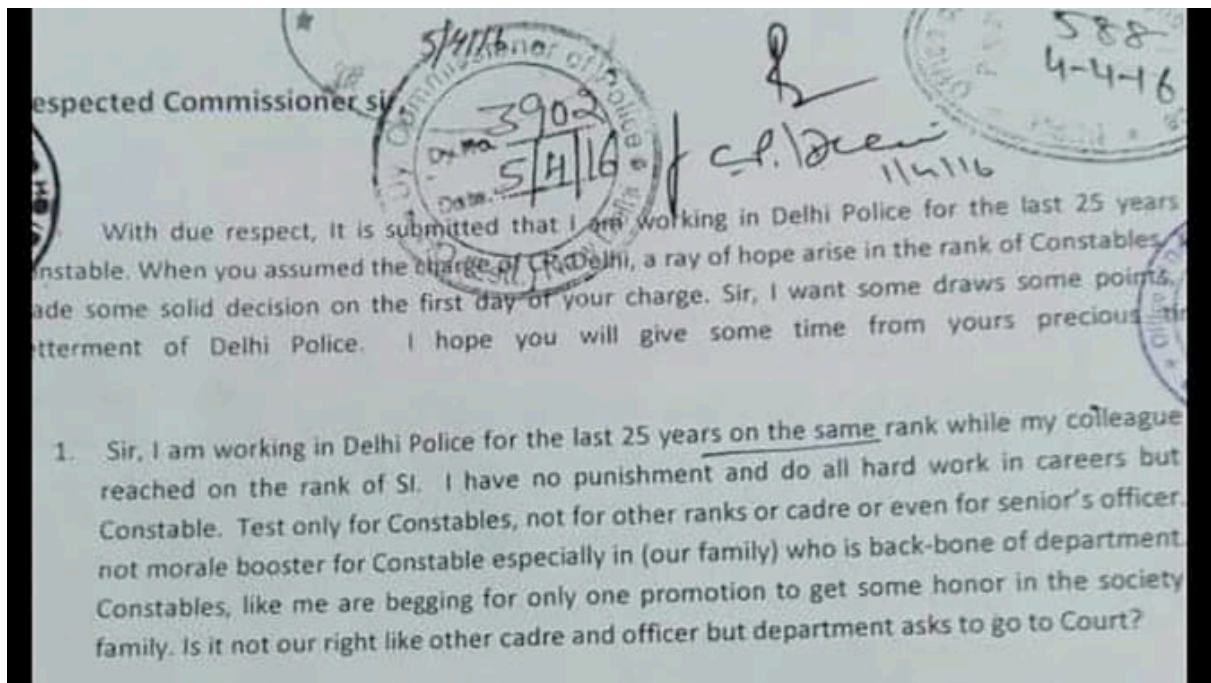 5/4/16
588
4-4-16
espected Commissioner sir,
Commissioner of Police
3902
5/4/16
1/4/16
With due respect, It is submitted that I am working in Delhi Police for the last 25 years
nstable. When you assumed the charge of CP, Delhi, a ray of hope arise in the rank of Constables
ade some solid decision on the first day of your charge. Sir, I want some draws some points,
tterment of Delhi Police. I hope you will give some time from yours precious tim
1. Sir, I am working in Delhi Police for the last 25 years on the same rank while my colleague
reached on the rank of SI. I have no punishment and do all hard work in careers but
Constable. Test only for Constables, not for other ranks or cadre or even for senior's officer.
not morale booster for Constable especially in (our family) who is back-bone of department.
Constables, like me are begging for only one promotion to get some honor in the society
family. Is it not our right like other cadre and officer but department asks to go to Court?